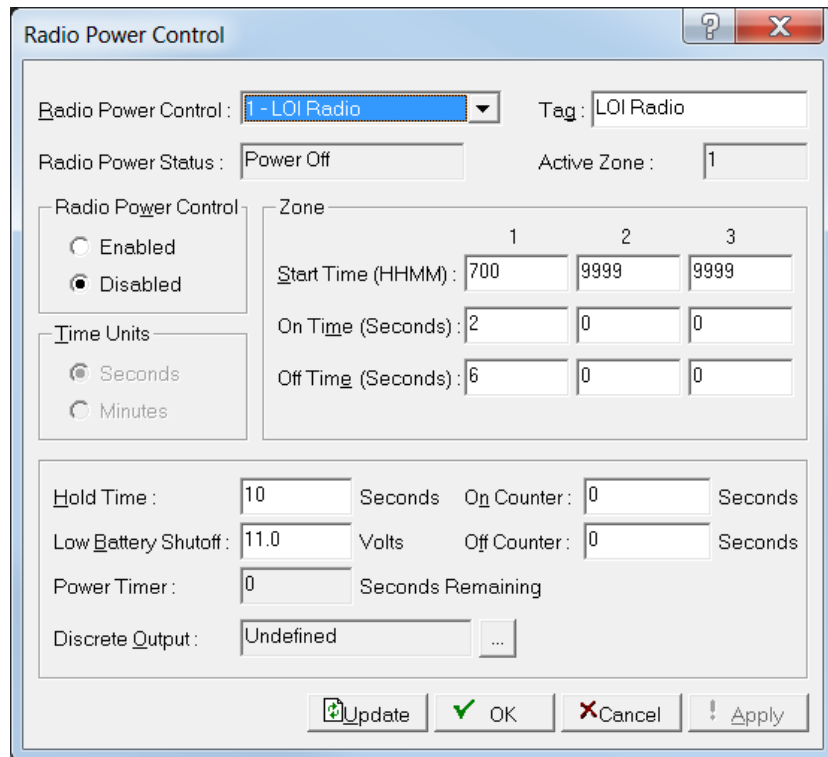 Radio Power Control
Radio Power Control : 1 - LOI Radio Tag : LOI Radio
Radio Power Status : Power Off Active Zone : 1
Radio Power Control
Enabled
Disabled
Time Units
Seconds
Minutes
Zone
1 2 3
Start Time (HHMM) : 700 9999 9999
On Time (Seconds) : 2 0 0
Off Time (Seconds) : 6 0 0
Hold Time : 10 Seconds On Counter : 0 Seconds
Low Battery Shutoff : 11.0 Volts Off Counter : 0 Seconds
Power Timer : 0 Seconds Remaining
Discrete Output : Undefined ...
Update OK Cancel Apply